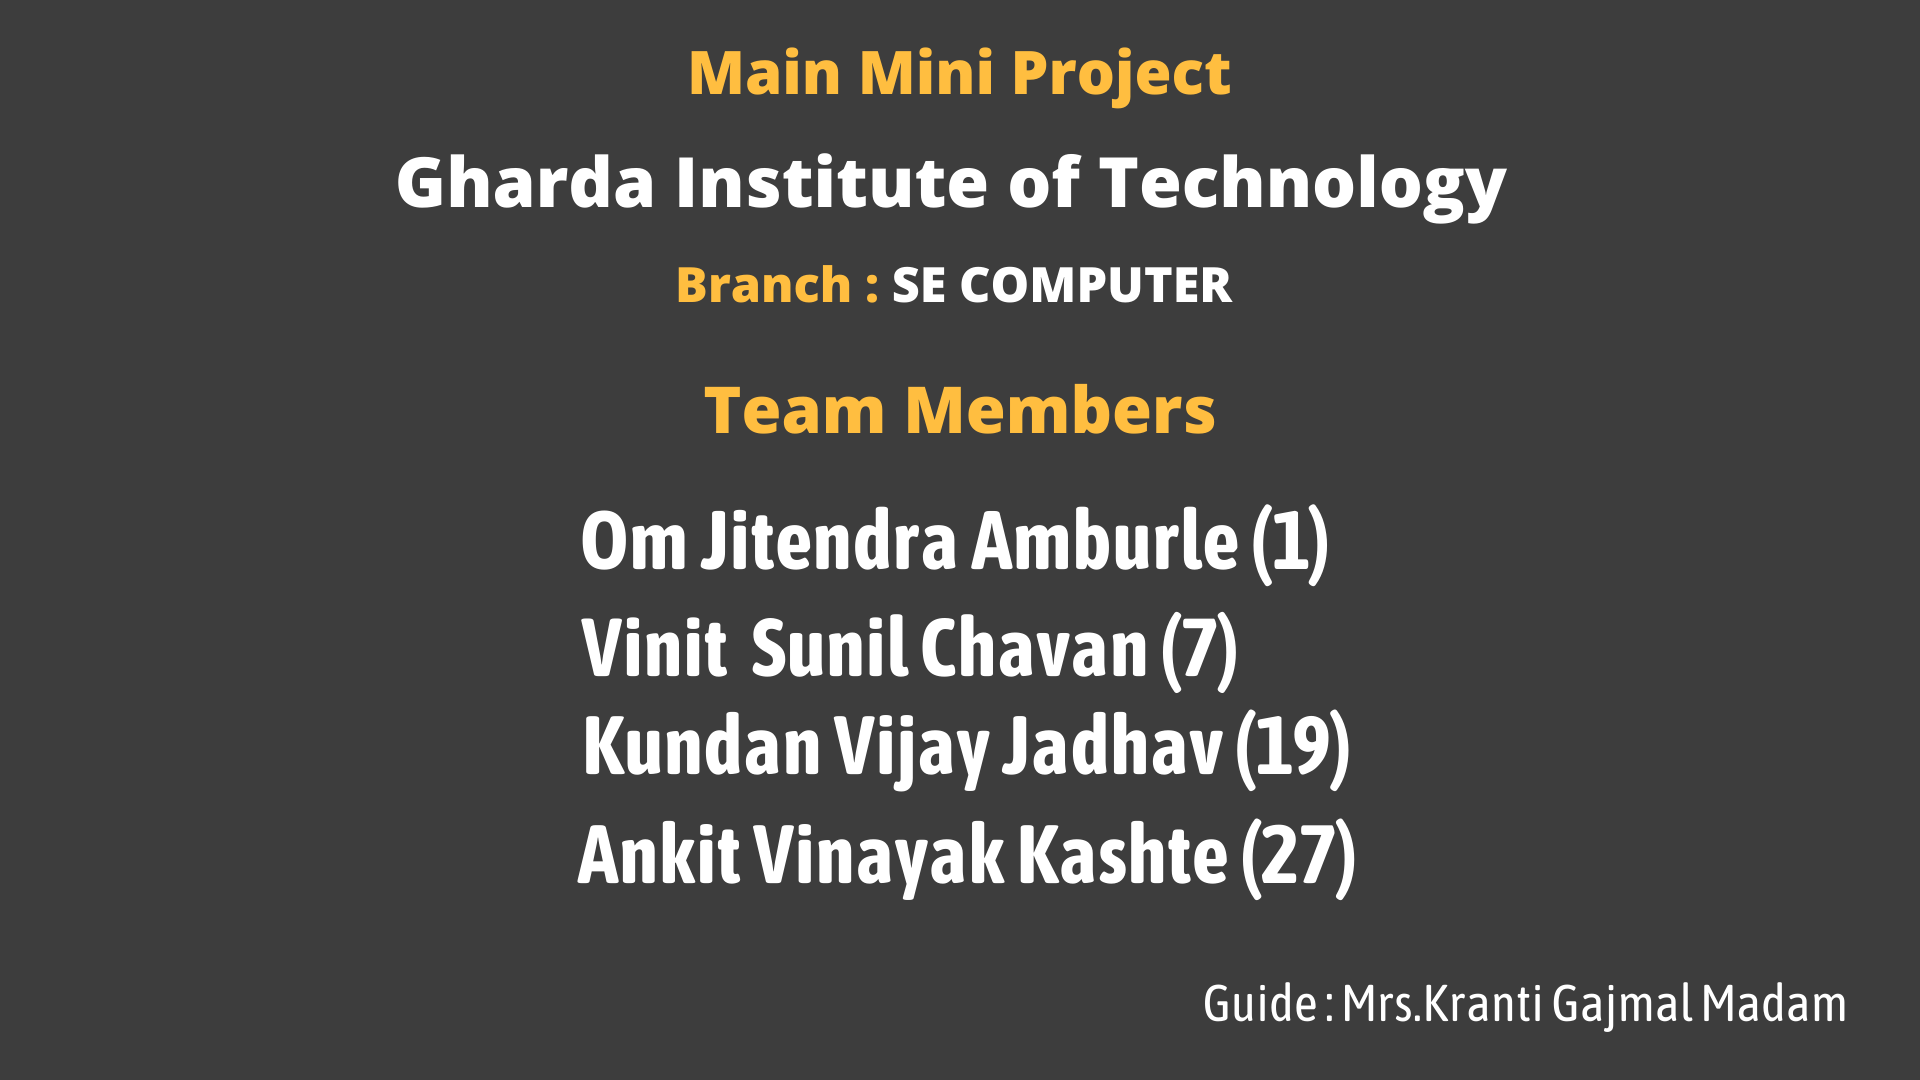 Main Mini Project
Gharda Institute of Technology
Branch : SE COMPUTER
Team Members
Om Jitendra Amburle (1)
Vinit  Sunil Chavan (7)
Kundan Vijay Jadhav (19)
Ankit Vinayak Kashte (27)
Guide : Mrs.Kranti Gajmal Madam